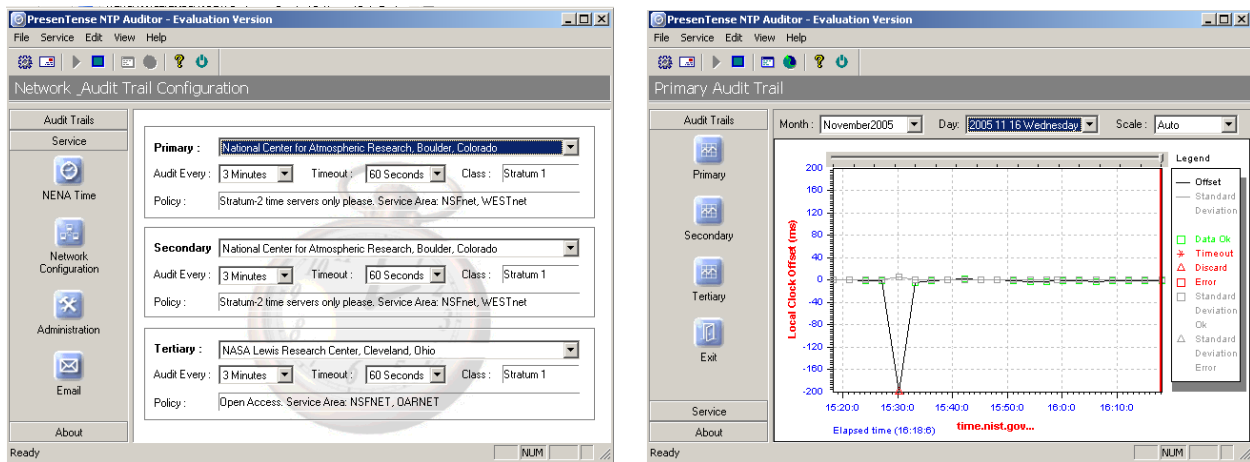 PresenTense NTP Auditor - Evaluation Version
File Service Edit View Help
Network _Audit Trail Configuration
Audit Trails
Service
NENA Time
Network
Configuration
Administration
Email
About
Primary : National Center for Atmospheric Research, Boulder, Colorado
Audit Every : 3 Minutes Timeout : 60 Seconds Class : Stratum 1
Policy : Stratum-2 time servers only please. Service Area: NSFnet, WESTnet
Secondary National Center for Atmospheric Research, Boulder, Colorado
Audit Every : 3 Minutes Timeout : 60 Seconds Class : Stratum 1
Policy : Stratum-2 time servers only please. Service Area: NSFnet, WESTnet
Tertiary : NASA Lewis Research Center, Cleveland, Ohio
Audit Every : 3 Minutes Timeout : 60 Seconds Class : Stratum 1
Policy : Open Access. Service Area: NSFNET, OARNET
Ready NUM
PresenTense NTP Auditor - Evaluation Version
File Service Edit View Help
Primary Audit Trail
Audit Trails
Primary
Secondary
Tertiary
Exit
Service
About
Month : November2005 Day: 2005 11 16 Wednesday Scale : Auto
Local Clock Offset (ms)
200
160
120
80
40
0
-40
-80
-120
-160
-200
15:20:0 15:30:0 15:40:0 15:50:0 16:0:0 16:10:0
Elapsed time (16:18:6) time.nist.gov...
Legend
Offset
Standard
Deviation
Data Ok
Timeout
Discard
Error
Standard
Deviation
Ok
Standard
Deviation
Error
Ready NUM